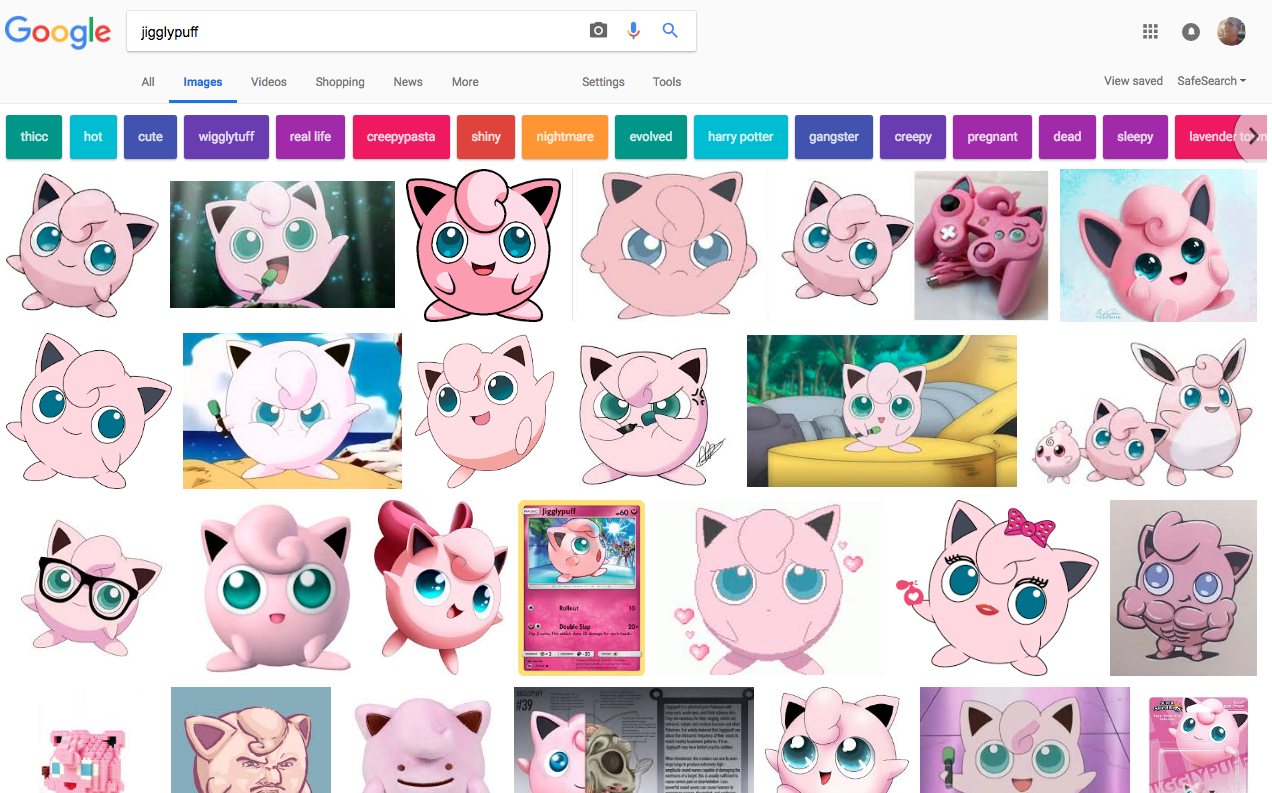 Google
jigglypuff
All Images Videos Shopping News More Settings Tools
View saved SafeSearch
thicc hot cute wigglytuff real life creepypasta shiny nightmare evolved harry potter gangster creepy pregnant dead sleepy lavender
Jigglypuff 60
Rollout 10
Double Slap 20
JIGGLYPUFF
#39
JIGGLYPUFF